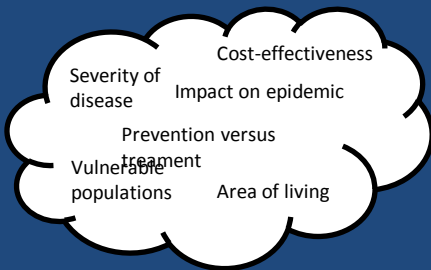 Cost-effectiveness
Severity of
disease
Impact on epidemic
Prevention versus
treament
Vulnerable
populations
Area of living